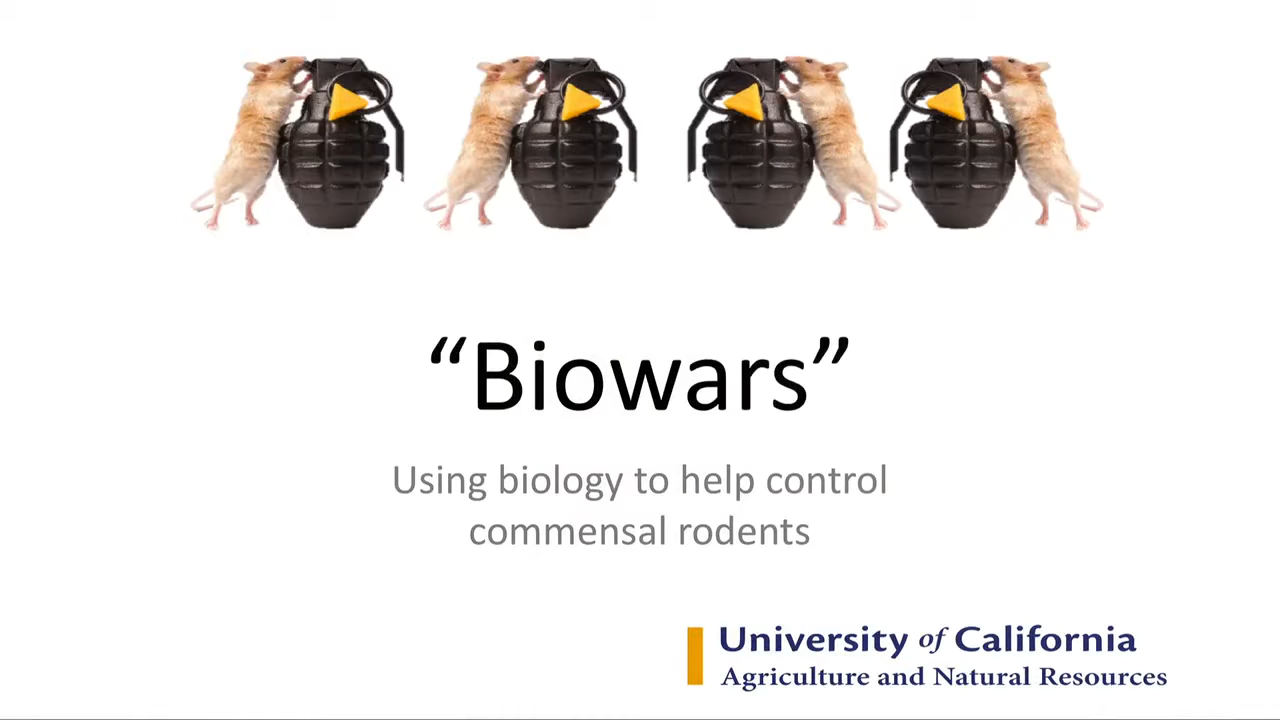 “Biowars”
Using biology to help control
commensal rodents
University of California
Agriculture and Natural Resources